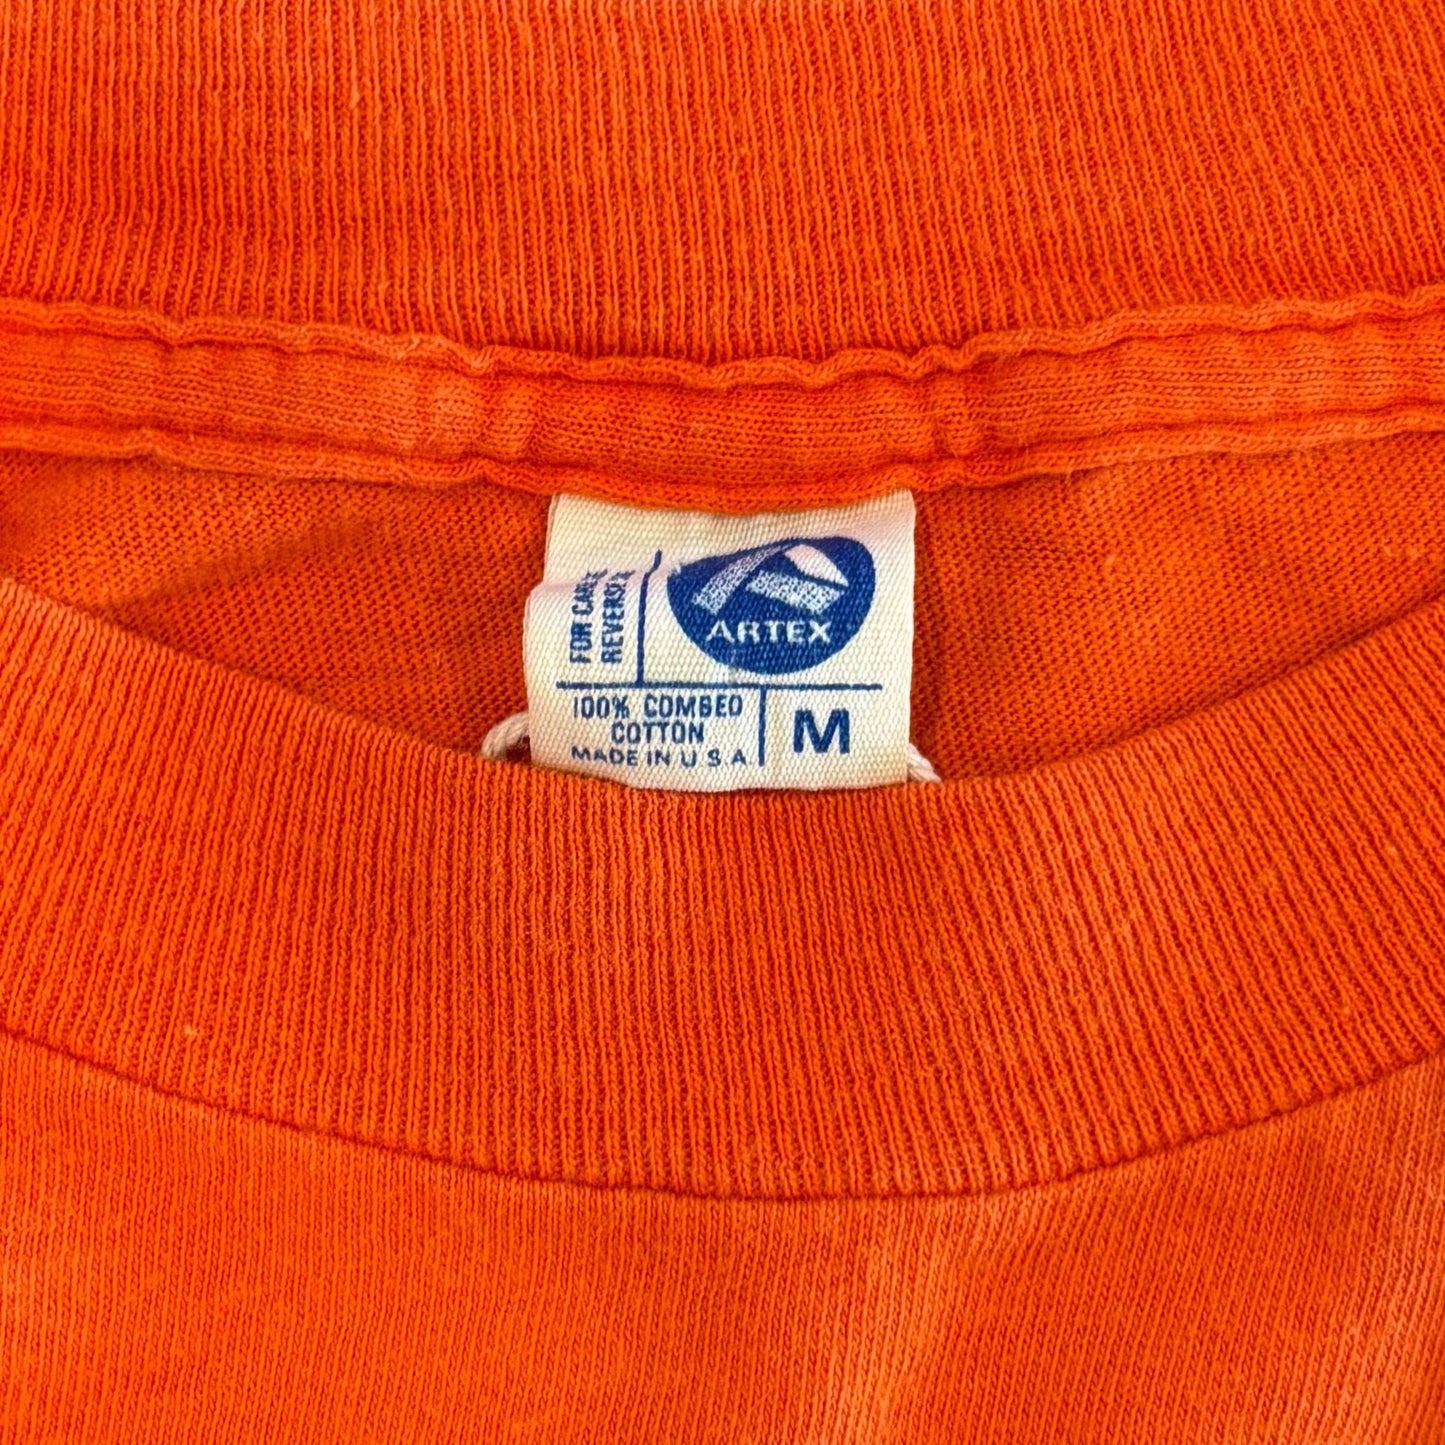 FOR CARE
REVERSE
ARTEX
100% COMBED
COTTON
MADE IN U S A
M